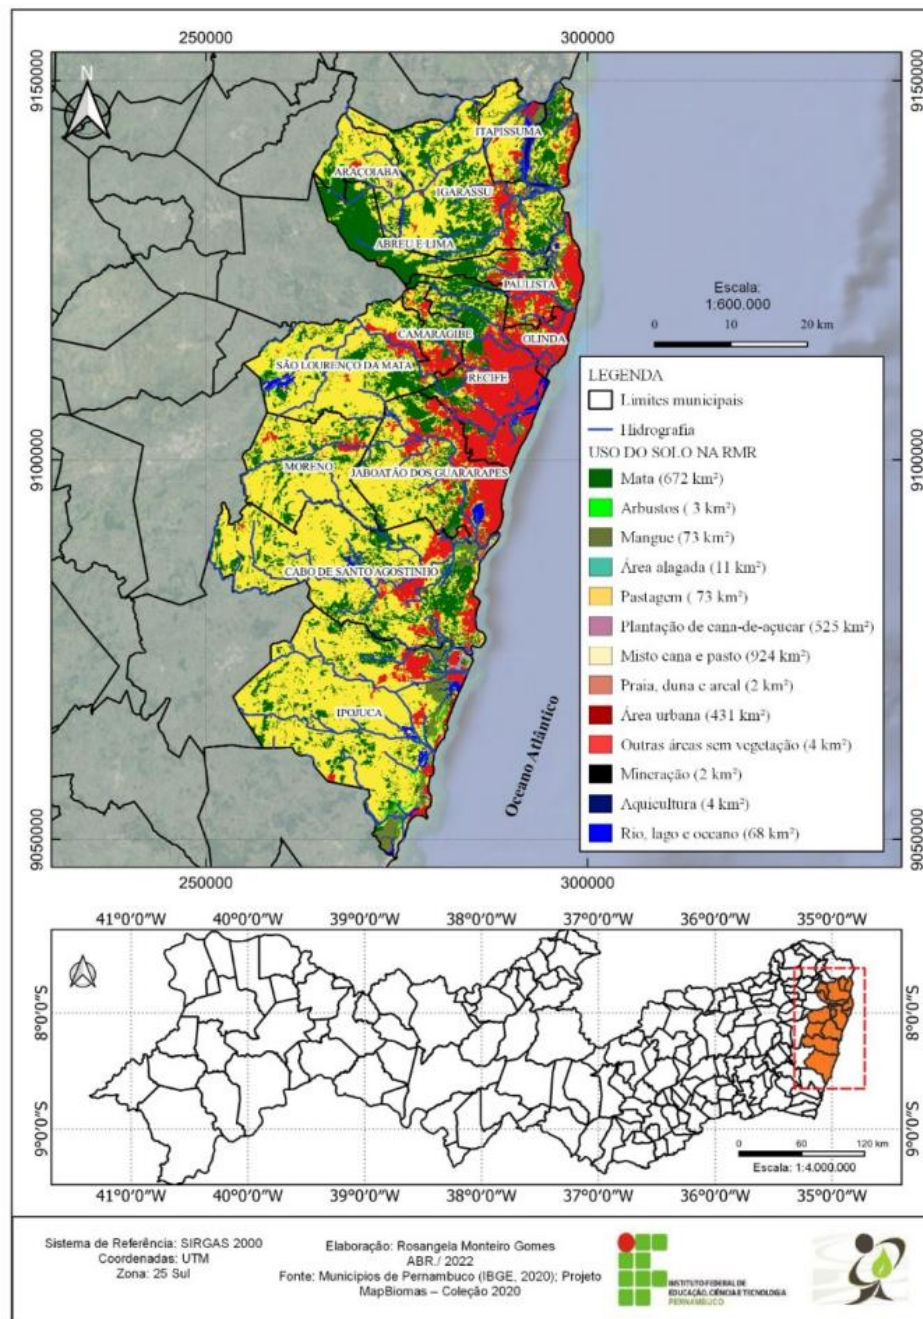 250000 300000
9150000 9150000
N
ITAPISSUMA
ARAÇOIABA
IGARASSU
ABREU E LIMA
PAULISTA
Escala:
1:600.000
0 10 20 km
CAMARAGIBE
OLINDA
SÃO LOURENÇO DA MATA
RECIFE
9100000 9100000
MORENO
JABOATÃO DOS GUARARAPES
CABO DE SANTO AGOSTINHO
IPOJUCA
Oceano Atlântico
LEGENDA
Limites municipais
Hidrografia
USO DO SOLO NA RMR
Mata (672 km²)
Arbustos ( 3 km²)
Mangue (73 km²)
Área alagada (11 km²)
Pastagem ( 73 km²)
Plantação de cana-de-açucar (525 km²)
Misto cana e pasto (924 km²)
Praia, duna e areal (2 km²)
Área urbana (431 km²)
Outras áreas sem vegetação (4 km²)
Mineração (2 km²)
Aquicultura (4 km²)
Rio, lago e oceano (68 km²)
9050000 9050000
250000 300000
41°0'0"W 40°0'0"W 39°0'0"W 38°0'0"W 37°0'0"W 36°0'0"W 35°0'0"W
8°0'0"S 8°0'0"S
9°0'0"S 9°0'0"S
0 60 120 km
Escala: 1:4.000.000
41°0'0"W 40°0'0"W 39°0'0"W 38°0'0"W 37°0'0"W 36°0'0"W 35°0'0"W
Sistema de Referência: SIRGAS 2000
Coordenadas: UTM
Zona: 25 Sul
Elaboração: Rosangela Monteiro Gomes
ABR./ 2022
Fonte: Municípios de Pernambuco (IBGE, 2020); Projeto
MapBiomas – Coleção 2020
INSTITUTO FEDERAL DE
EDUCAÇÃO, CIÊNCIA E TECNOLOGIA
PERNAMBUCO